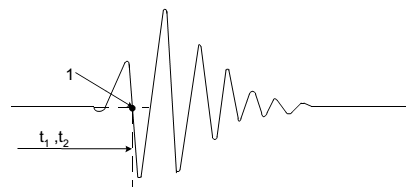 1
t₁ ,t₂